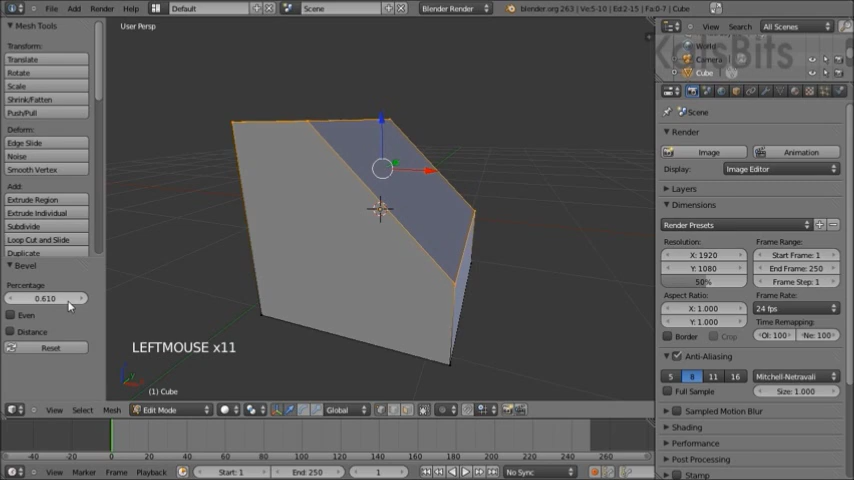 File
Add
Render
Help
Default
Scene
Blender Render
blender.org 263 | Ve:5-10 | Ed:2-15 | Fa:0-7 | Cube
Mesh Tools
Transform:
Translate
Rotate
Scale
Shrink/Fatten
Push/Pull
Deform:
Edge Slide
Noise
Smooth Vertex
Add:
Extrude Region
Extrude Individual
Subdivide
Loop Cut and Slide
Duplicate
Bevel
Percentage
0.610
Even
Distance
Reset
User Persp
LEFTMOUSE x11
(1) Cube
View
Select
Mesh
Edit Mode
Global
-40 -20 0 20 40 60 80 100 120 140 160 180 200 220 240 260
View
Marker
Frame
Playback
Start: 1
End: 250
1
No Sync
View
Search
All Scenes
KatsBits
World
Camera
Cube
Scene
Render
Image
Animation
Display:
Image Editor
Layers
Dimensions
Render Presets
Resolution:
Frame Range:
X: 1920
Start Frame: 1
Y: 1080
End Frame: 250
50%
Frame Step: 1
Aspect Ratio:
Frame Rate:
X: 1.000
24 fps
Y: 1.000
Time Remapping:
Border
Crop
Ol: 100
Ne: 100
Anti-Aliasing
5
8
11
16
Mitchell-Netravali
Full Sample
Size: 1.000
Sampled Motion Blur
Shading
Performance
Post Processing
Stamp